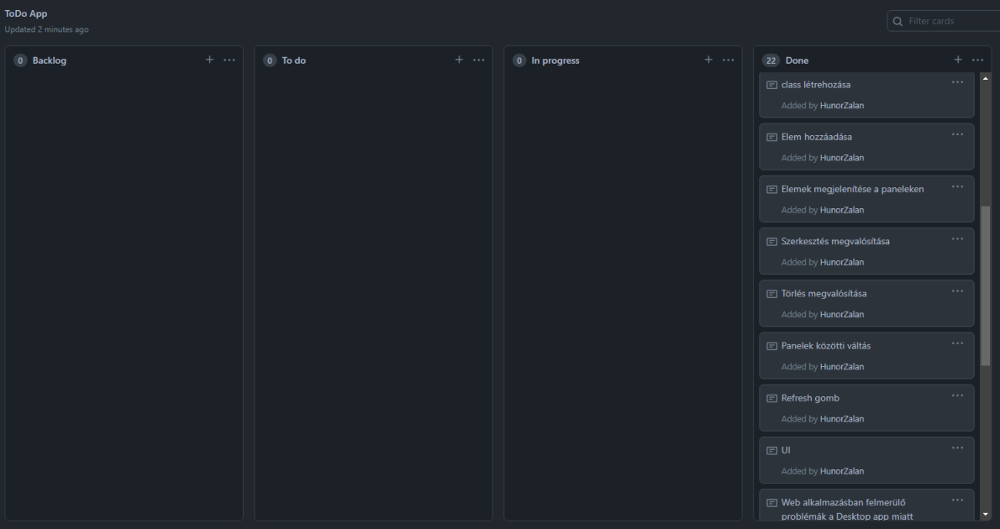 ToDo App
Updated 2 minutes ago
Filter cards
0 Backlog
0 To do
0 In progress
22 Done
class létrehozása
Added by HunorZalan
Elem hozzáadása
Added by HunorZalan
Elemek megjelenítése a paneleken
Added by HunorZalan
Szerkesztés megvalósítása
Added by HunorZalan
Törlés megvalósítása
Added by HunorZalan
Panelek közötti váltás
Added by HunorZalan
Refresh gomb
Added by HunorZalan
UI
Added by HunorZalan
Web alkalmazásban felmerülő
problémák a Desktop app miatt